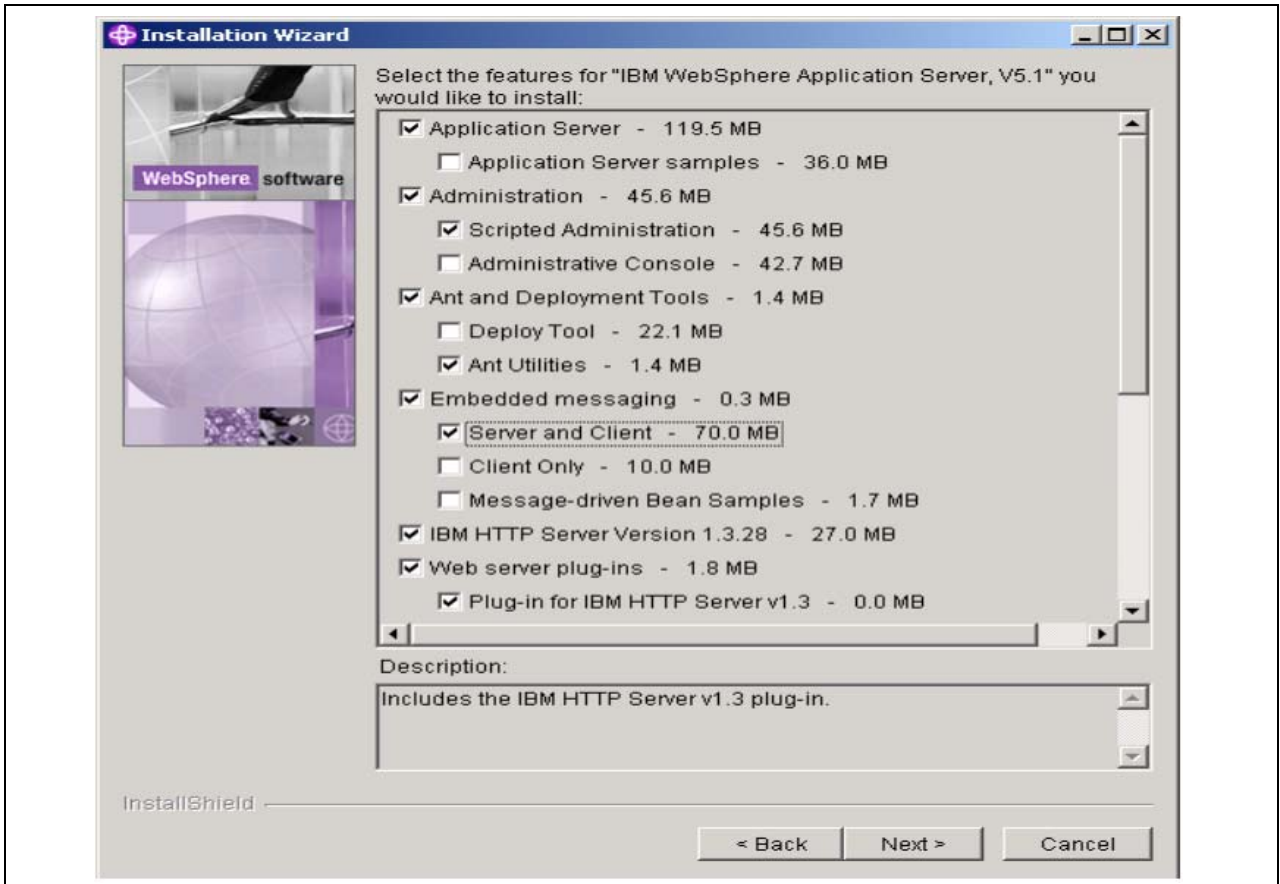 Installation Wizard
WebSphere software
Select the features for "IBM WebSphere Application Server, V5.1" you
would like to install:
Application Server - 119.5 MB
Application Server samples - 36.0 MB
Administration - 45.6 MB
Scripted Administration - 45.6 MB
Administrative Console - 42.7 MB
Ant and Deployment Tools - 1.4 MB
Deploy Tool - 22.1 MB
Ant Utilities - 1.4 MB
Embedded messaging - 0.3 MB
Server and Client - 70.0 MB
Client Only - 10.0 MB
Message-driven Bean Samples - 1.7 MB
IBM HTTP Server Version 1.3.28 - 27.0 MB
Web server plug-ins - 1.8 MB
Plug-in for IBM HTTP Server v1.3 - 0.0 MB
Description:
Includes the IBM HTTP Server v1.3 plug-in.
InstallShield
< Back
Next >
Cancel